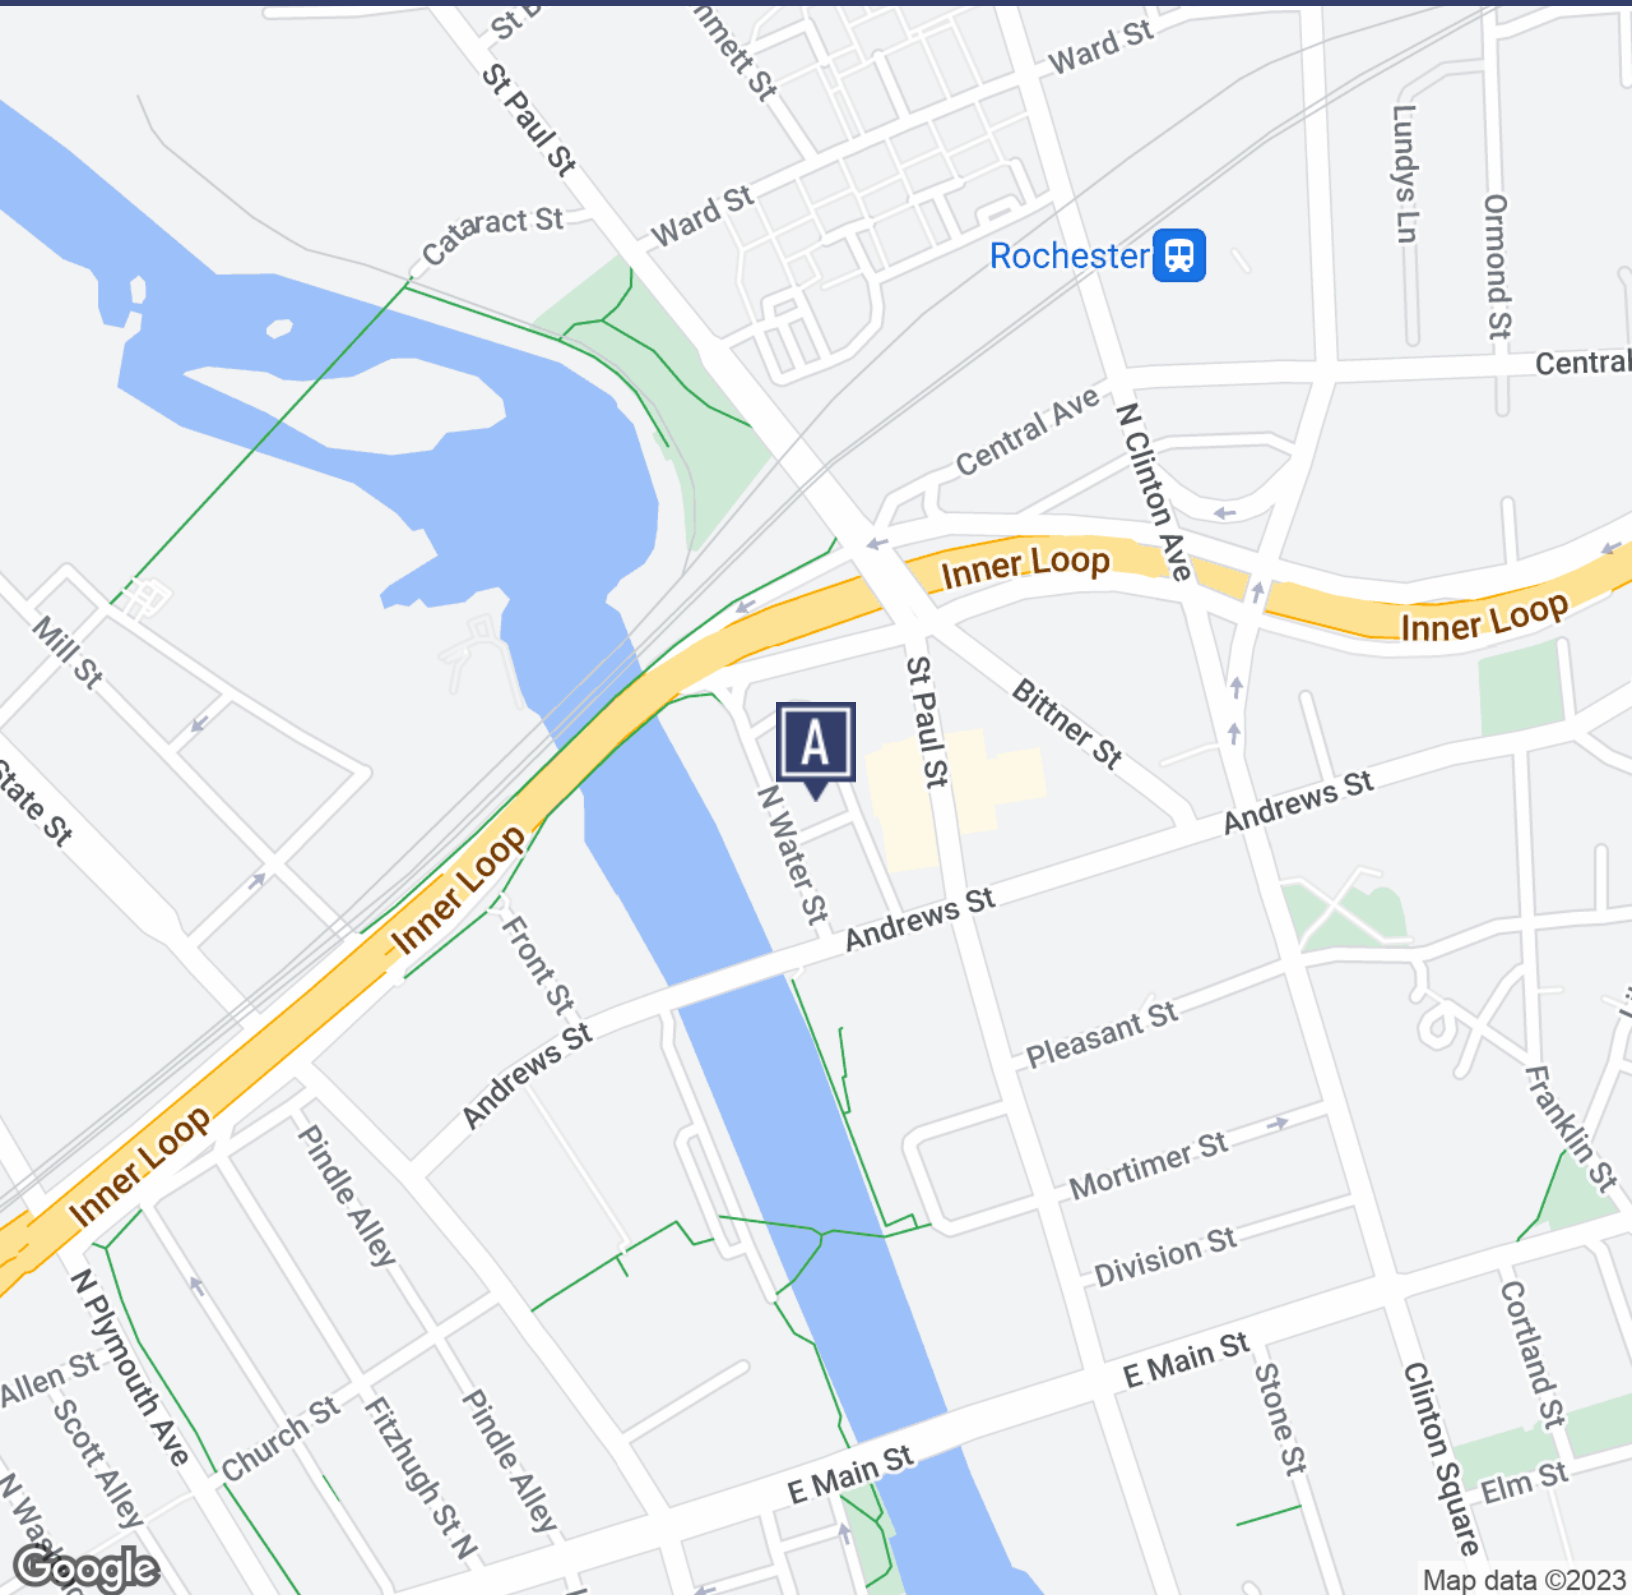 St
St Paul St
Ward St
Cataract St
Ward St
Lundys Ln
Ormond St
Rochester
Central
Central Ave
N Clinton Ave
Inner Loop
Inner Loop
Mill St
State St
St Paul St
Bittner St
A
N Water St
Andrews St
Andrews St
Inner Loop
Front St
Andrews St
Pleasant St
Franklin St
Mortimer St
Inner Loop
Pindle Alley
Division St
N Plymouth Ave
Allen St
Scott Alley
Church St
Fitzhugh St N
Pindle Alley
E Main St
E Main St
Stone St
Clinton Square
Cortland St
Elm St
Google
Map data ©2023